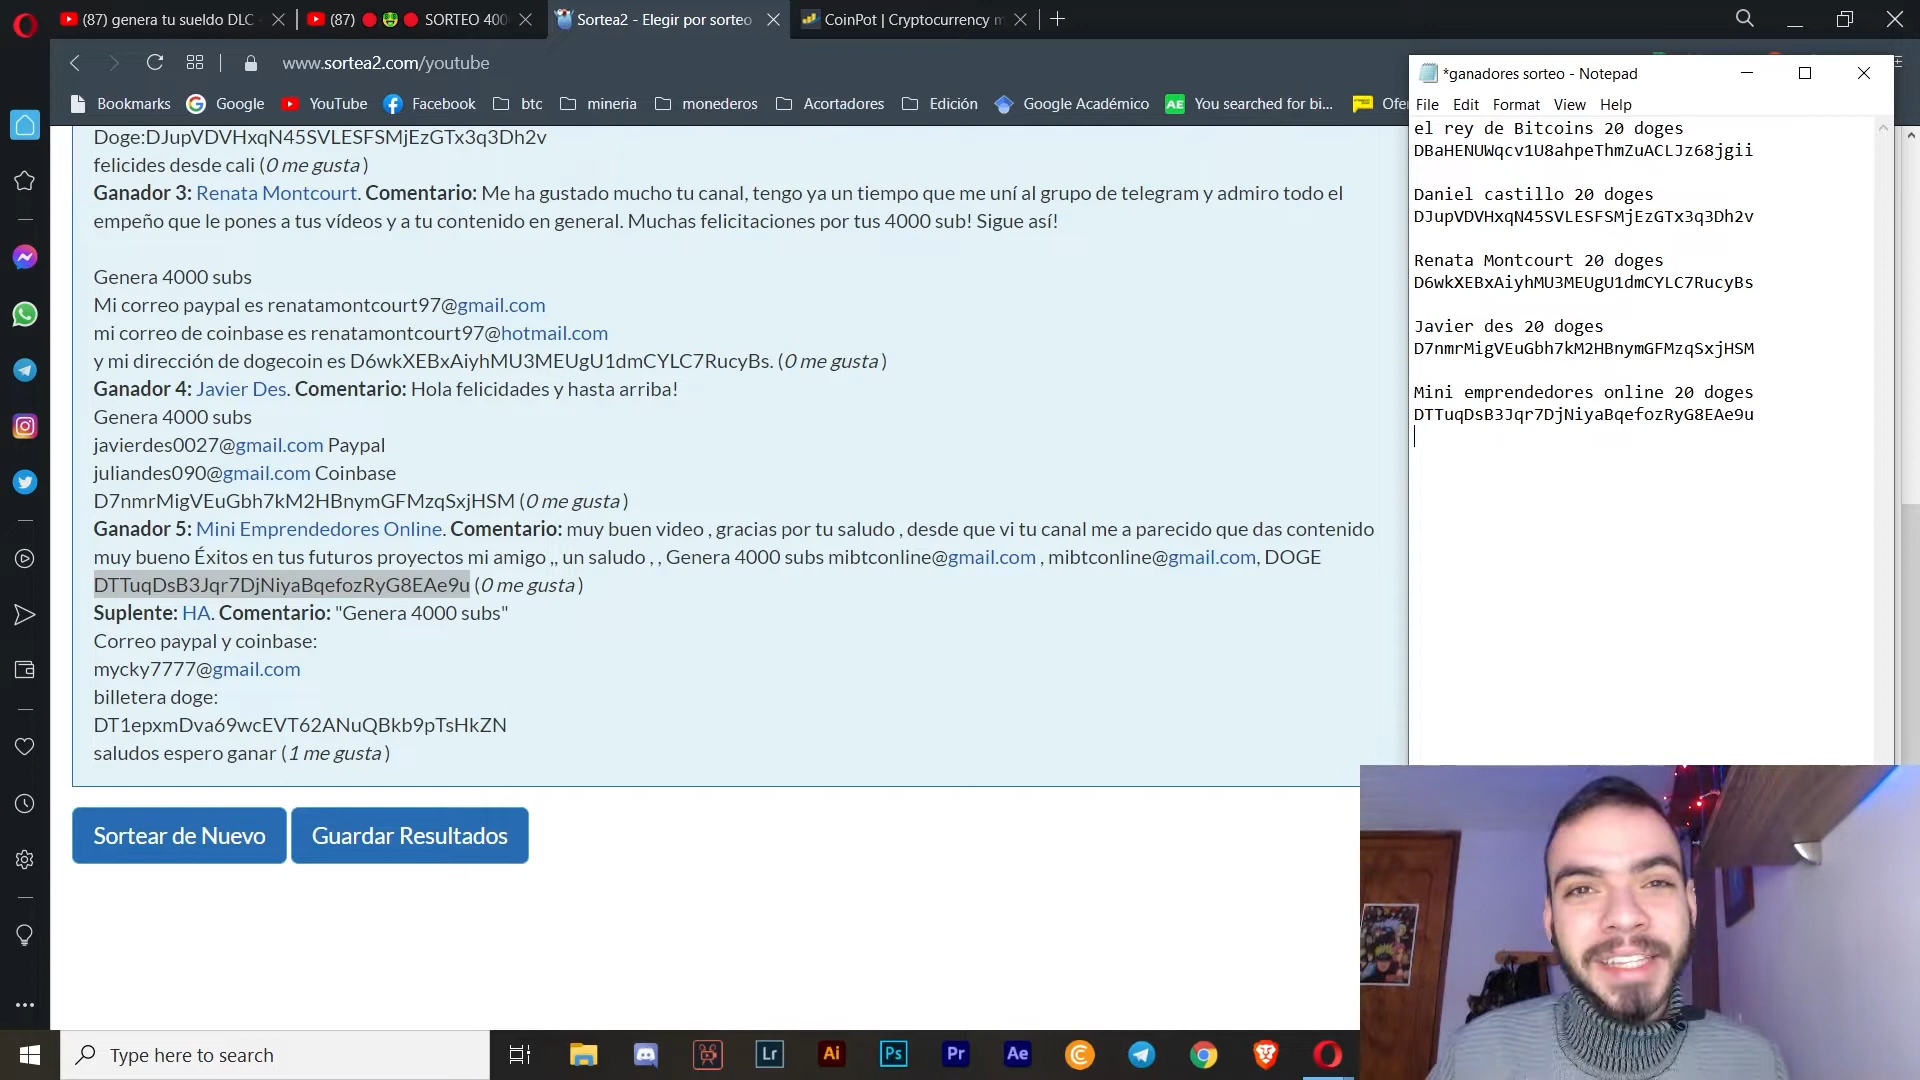 (87) genera tu sueldo DLC
(87) 🔴🤑🔴 SORTEO 400
Sortea2 - Elegir por sorteo
CoinPot | Cryptocurrency m
www.sortea2.com/youtube
Bookmarks Google YouTube Facebook btc mineria monederos Acortadores Edición Google Académico You searched for bi... Ofe
Doge:DJupVDVHxqN45SVLESFSMjEzGTx3q3Dh2v
felicides desde cali (0 me gusta )
Ganador 3: Renata Montcourt. Comentario: Me ha gustado mucho tu canal, tengo ya un tiempo que me uní al grupo de telegram y admiro todo el
empeño que le pones a tus vídeos y a tu contenido en general. Muchas felicitaciones por tus 4000 sub! Sigue así!
Genera 4000 subs
Mi correo paypal es renatamontcourt97@gmail.com
mi correo de coinbase es renatamontcourt97@hotmail.com
y mi dirección de dogecoin es D6wkXEBxAiyhMU3MEUgU1dmCYLC7RucyBs. (0 me gusta )
Ganador 4: Javier Des. Comentario: Hola felicidades y hasta arriba!
Genera 4000 subs
javierdes0027@gmail.com Paypal
juliandes090@gmail.com Coinbase
D7nmrMigVEuGbh7kM2HBnymGFMzqSxjHSM (0 me gusta )
Ganador 5: Mini Emprendedores Online. Comentario: muy buen video , gracias por tu saludo , desde que vi tu canal me a parecido que das contenido
muy bueno Éxitos en tus futuros proyectos mi amigo ,, un saludo , , Genera 4000 subs mibtconline@gmail.com , mibtconline@gmail.com, DOGE
DTTuqDsB3Jqr7DjNiyaBqefozRyG8EAe9u (0 me gusta )
Suplente: HA. Comentario: "Genera 4000 subs"
Correo paypal y coinbase:
mycky7777@gmail.com
billetera doge:
DT1epxmDva69wcEVT62ANuQBkb9pTsHkZN
saludos espero ganar (1 me gusta )
Sortear de Nuevo Guardar Resultados
*ganadores sorteo - Notepad
File Edit Format View Help
el rey de Bitcoins 20 doges
DBaHENUWqcv1U8ahpeThmZuACLJz68jgii
Daniel castillo 20 doges
DJupVDVHxqN45SVLESFSMjEzGTx3q3Dh2v
Renata Montcourt 20 doges
D6wkXEBxAiyhMU3MEUgU1dmCYLC7RucyBs
Javier des 20 doges
D7nmrMigVEuGbh7kM2HBnymGFMzqSxjHSM
Mini emprendedores online 20 doges
DTTuqDsB3Jqr7DjNiyaBqefozRyG8EAe9u
Type here to search
Lr Ai Ps Pr Ae